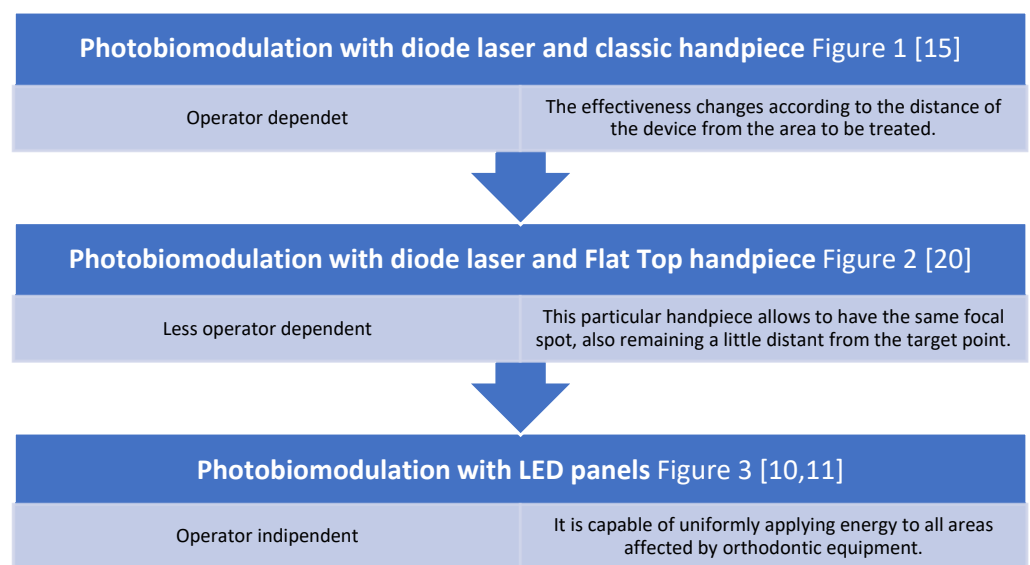 Photobiomodulation with diode laser and classic handpiece Figure 1 [15]
Operator dependet
The effectiveness changes according to the distance of
the device from the area to be treated.
Photobiomodulation with diode laser and Flat Top handpiece Figure 2 [20]
Less operator dependent
This particular handpiece allows to have the same focal
spot, also remaining a little distant from the target point.
Photobiomodulation with LED panels Figure 3 [10,11]
Operator indipendent
It is capable of uniformly applying energy to all areas
affected by orthodontic equipment.